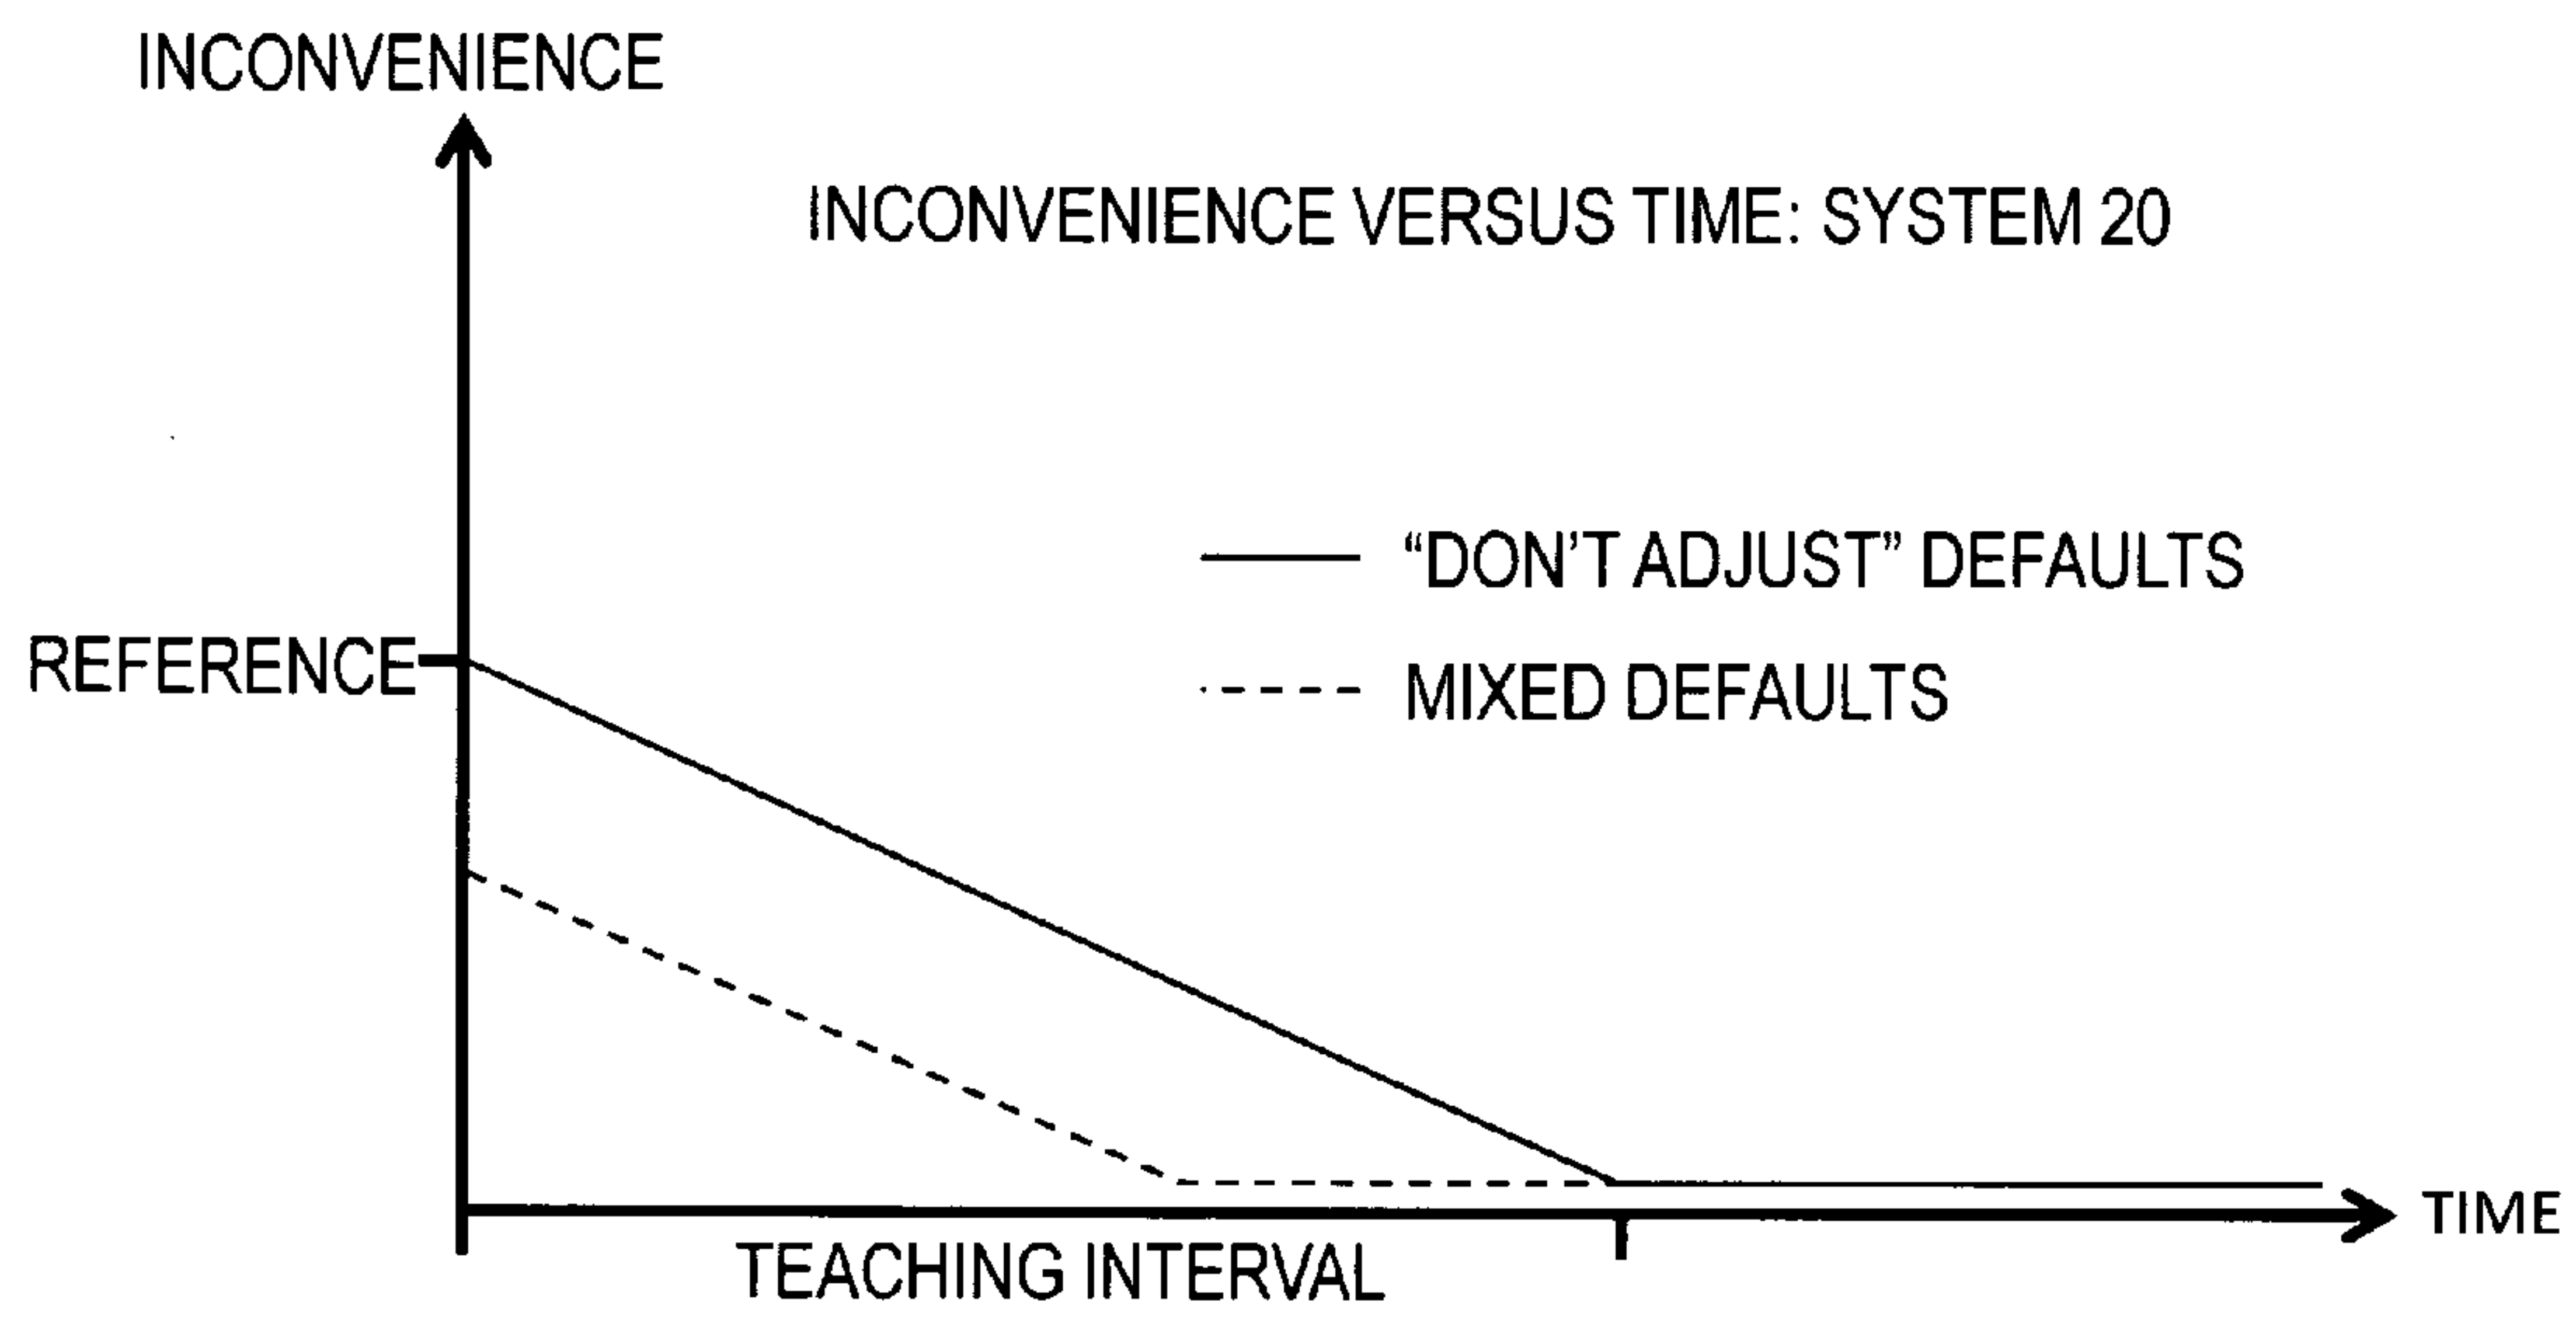 INCONVENIENCE
INCONVENIENCE VERSUS TIME: SYSTEM 20
“DON’T ADJUST” DEFAULTS
REFERENCE
MIXED DEFAULTS
TIME
TEACHING INTERVAL